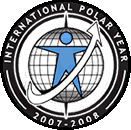 INTERNATIONAL POLAR YEAR
2007-2008